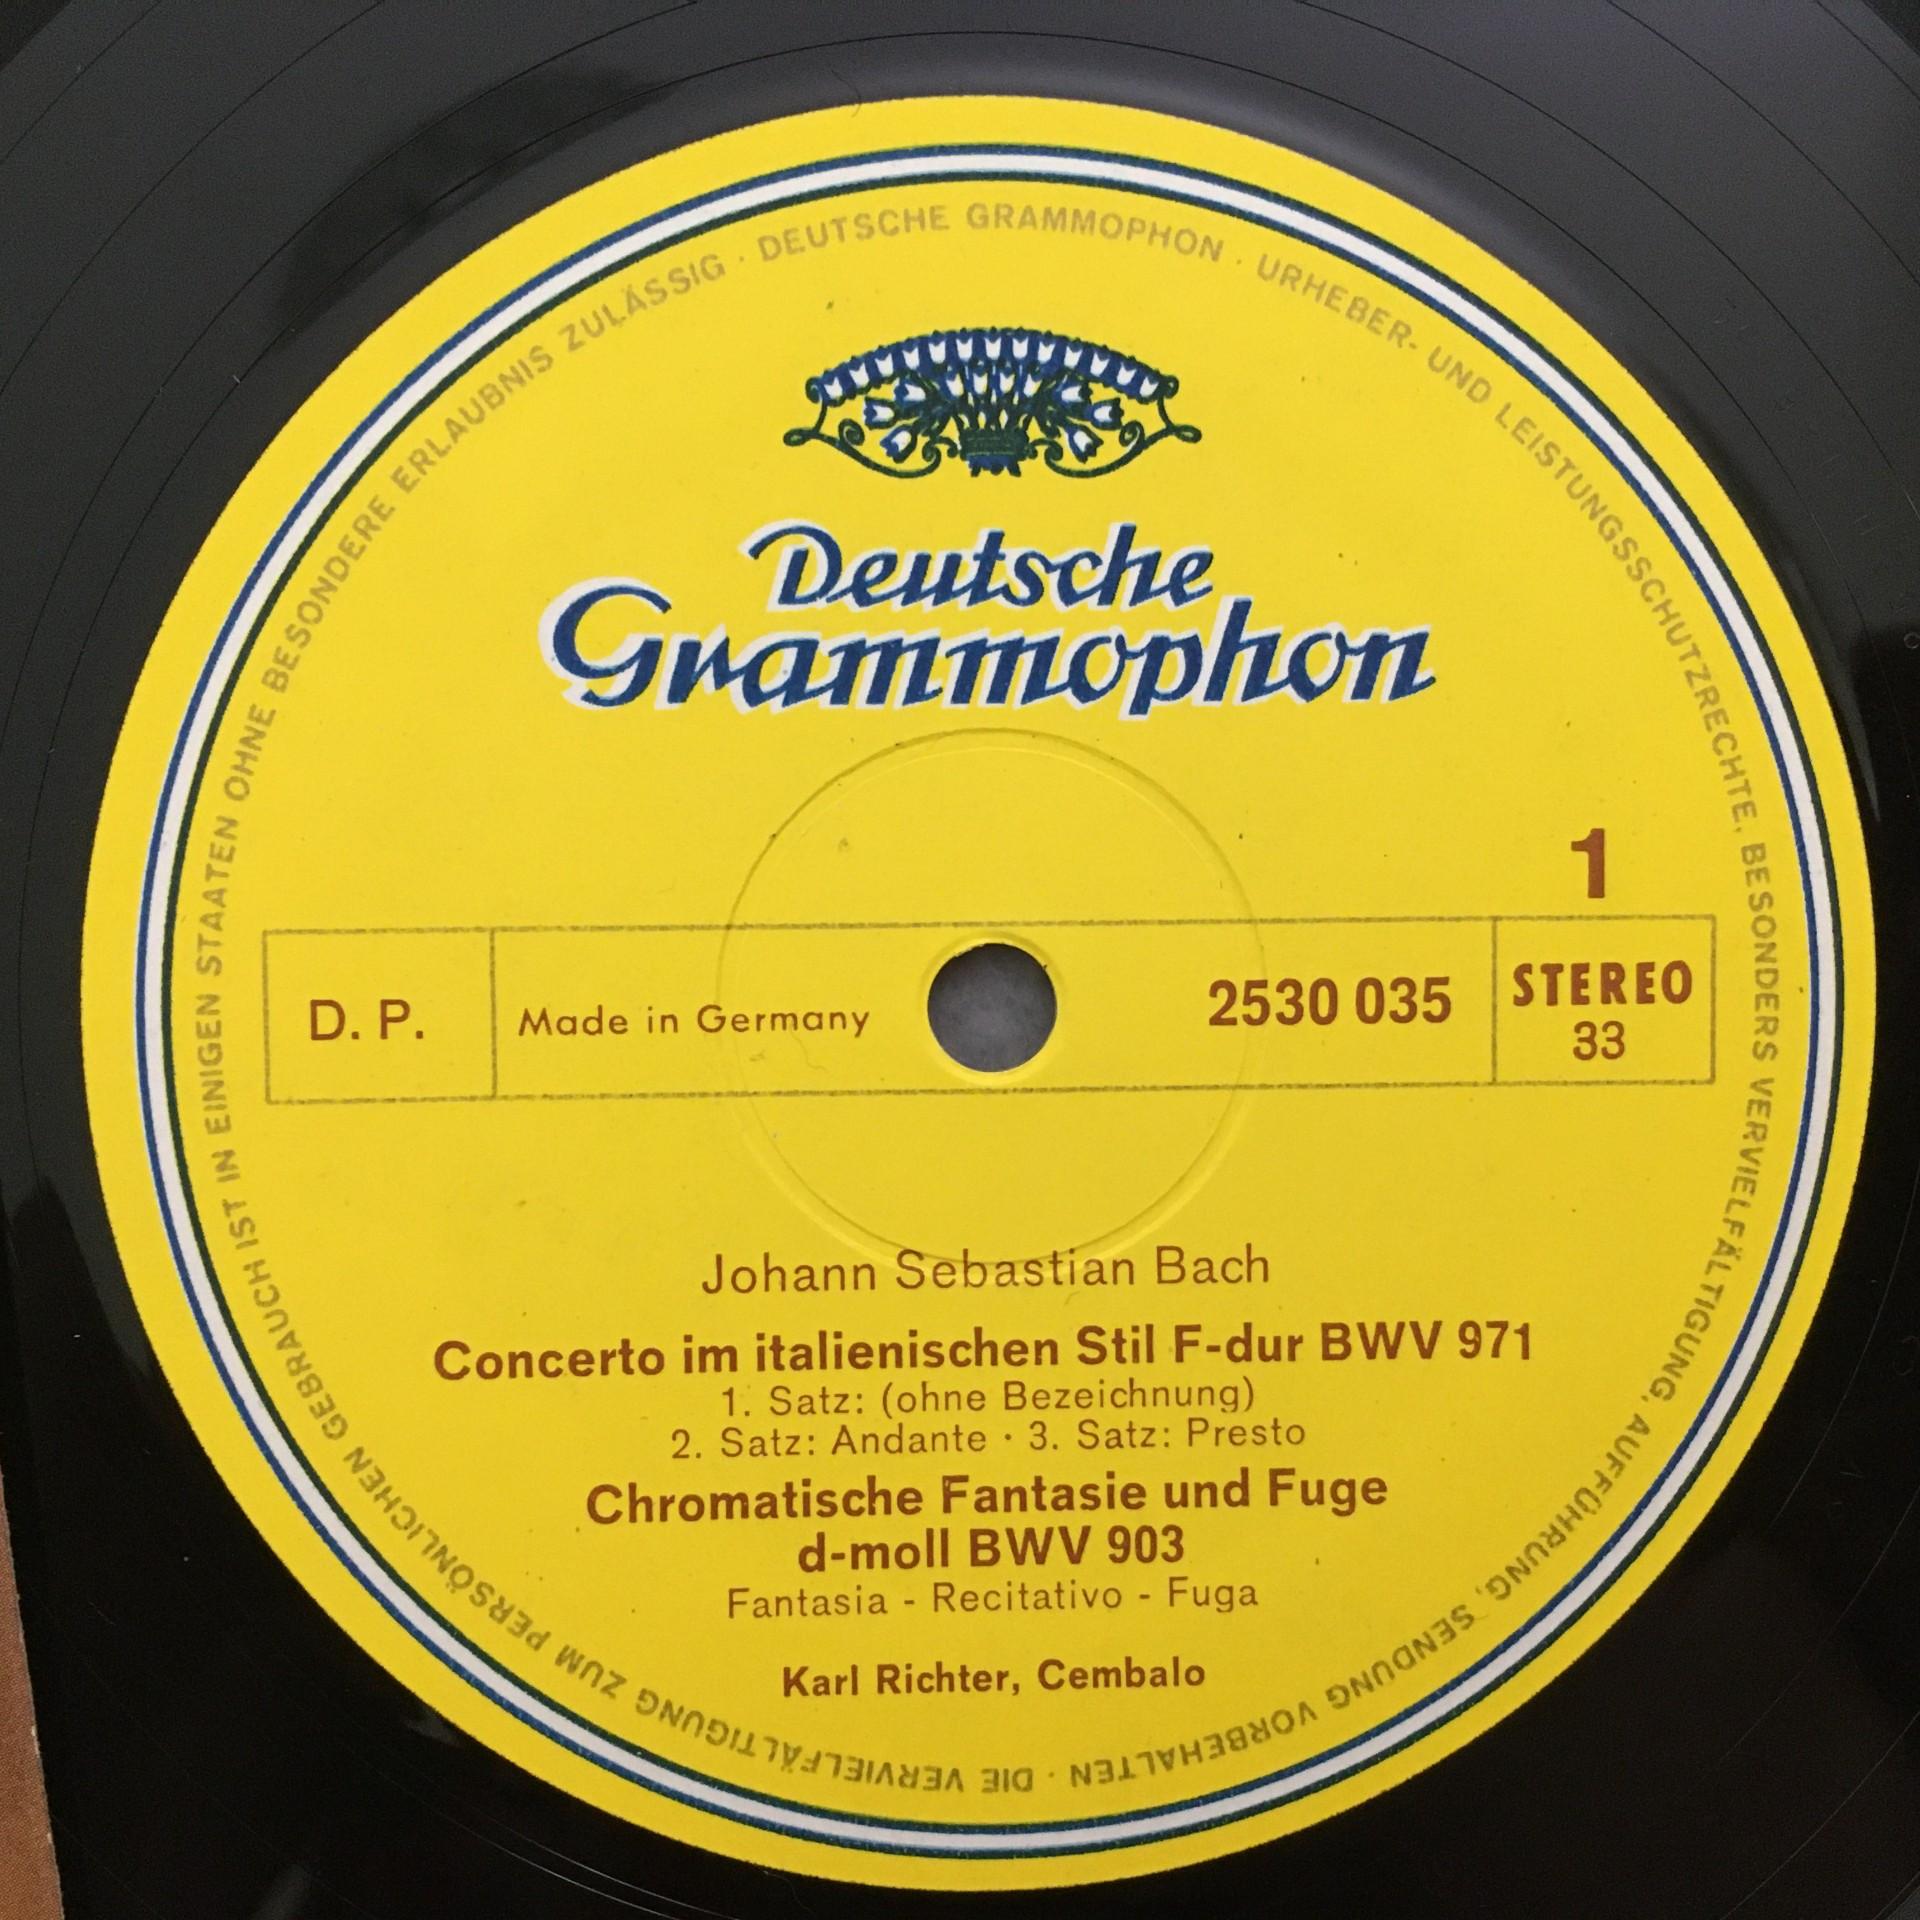 DEUTSCHE GRAMMOPHON · URHEBER- UND LEISTUNGSSCHUTZRECHTE, BESONDERS VERVIELFÄLTIGUNG, AUFFÜHRUNG, SENDUNG VORBEHALTEN · DIE VERVIELFÄLTIGUNG ZUM PERSÖNLICHEN GEBRAUCH IST IN EINIGEN STAATEN OHNE BESONDERE ERLAUBNIS ZULÄSSIG ·
Deutsche
Grammophon
1
D. P.
Made in Germany
2530 035
STEREO
33
Johann Sebastian Bach
Concerto im italienischen Stil F-dur BWV 971
1. Satz: (ohne Bezeichnung)
2. Satz: Andante · 3. Satz: Presto
Chromatische Fantasie und Fuge
d-moll BWV 903
Fantasia - Recitativo - Fuga
Karl Richter, Cembalo